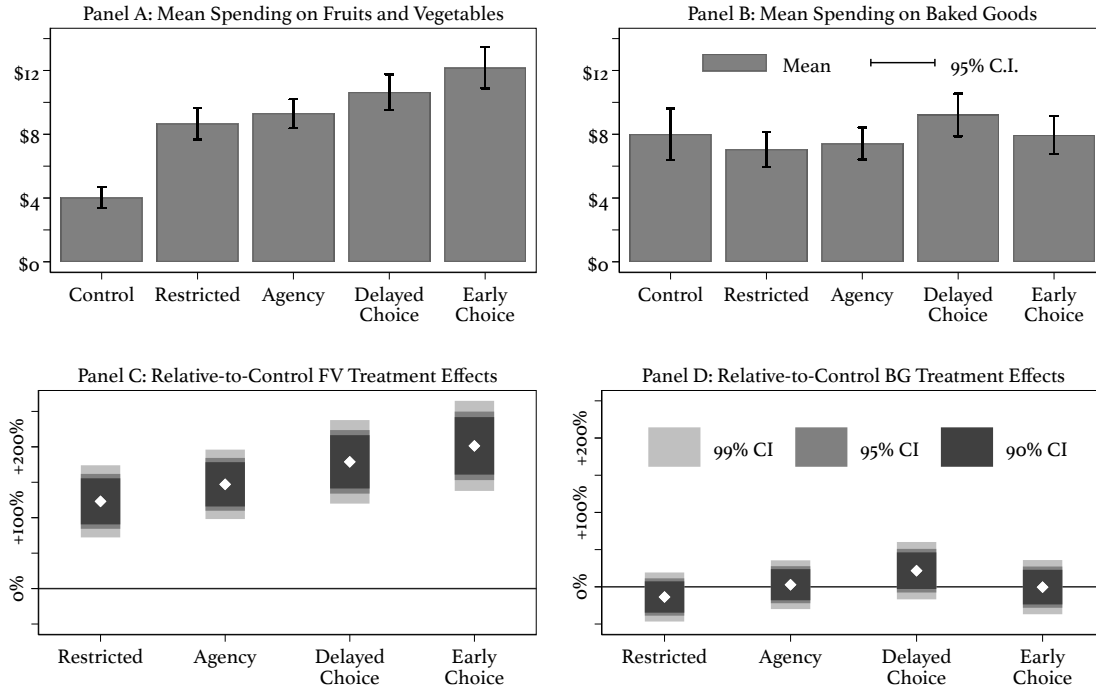 Panel A: Mean Spending on Fruits and Vegetables
$12
$8
$4
$0
Control Restricted Agency Delayed Choice Early Choice
Panel B: Mean Spending on Baked Goods
Mean 95% C.I.
$12
$8
$4
$0
Control Restricted Agency Delayed Choice Early Choice
Panel C: Relative-to-Control FV Treatment Effects
+200%
+100%
0%
Restricted Agency Delayed Choice Early Choice
Panel D: Relative-to-Control BG Treatment Effects
99% CI 95% CI 90% CI
+200%
+100%
0%
Restricted Agency Delayed Choice Early Choice